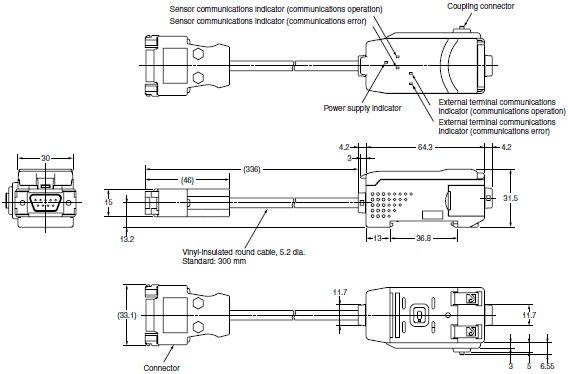 Coupling connector
Sensor communications indicator (communications operation)
Sensor communications indicator (communications error)
Power supply indicator
External terminal communications
indicator (communications operation)
External terminal communications
indicator (communications error)
30
(336)
4.2
64.3
4.2
3
(46)
15
31.5
13.2
13
36.8
Vinyl-insulated round cable, 5.2 dia.
Standard: 300 mm
(33.1)
11.7
11.7
Connector
3
5
6.55